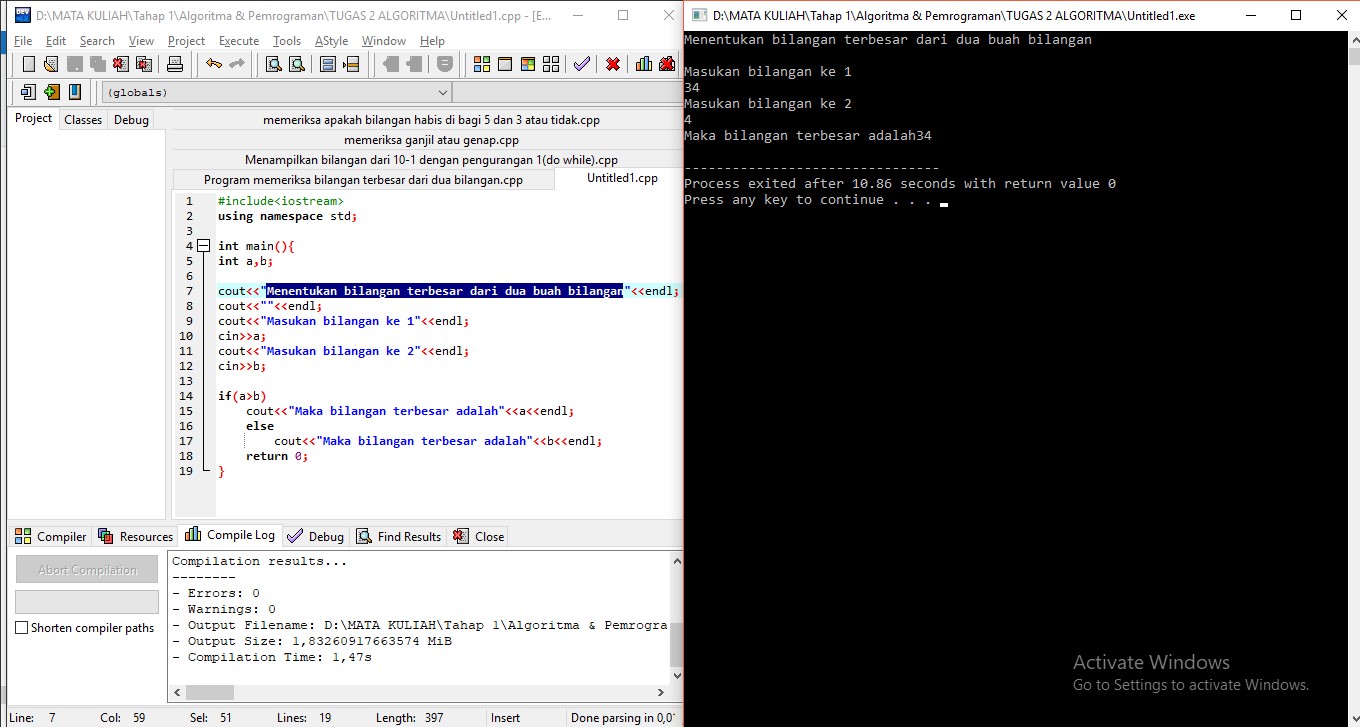 D:\MATA KULIAH\Tahap 1\Algoritma & Pemrograman\TUGAS 2 ALGORITMA\Untitled1.cpp - [E...
File Edit Search View Project Execute Tools AStyle Window Help
(globals)
Project Classes Debug
memeriksa apakah bilangan habis di bagi 5 dan 3 atau tidak.cpp
memeriksa ganjil atau genap.cpp
Menampilkan bilangan dari 10-1 dengan pengurangan 1(do while).cpp
Program memeriksa bilangan terbesar dari dua bilangan.cpp Untitled1.cpp
1 #include<iostream>
2 using namespace std;
3
4 int main(){
5 int a,b;
6
7 cout<<"Menentukan bilangan terbesar dari dua buah bilangan"<<endl;
8 cout<<""<<endl;
9 cout<<"Masukan bilangan ke 1"<<endl;
10 cin>>a;
11 cout<<"Masukan bilangan ke 2"<<endl;
12 cin>>b;
13
14 if(a>b)
15 cout<<"Maka bilangan terbesar adalah"<<a<<endl;
16 else
17 cout<<"Maka bilangan terbesar adalah"<<b<<endl;
18 return 0;
19 }
Compiler Resources Compile Log Debug Find Results Close
Abort Compilation
Shorten compiler paths
Compilation results...
--------
- Errors: 0
- Warnings: 0
- Output Filename: D:\MATA KULIAH\Tahap 1\Algoritma & Pemrogra
- Output Size: 1,83260917663574 MiB
- Compilation Time: 1,47s
Line: 7 Col: 59 Sel: 51 Lines: 19 Length: 397 Insert Done parsing in 0,01
D:\MATA KULIAH\Tahap 1\Algoritma & Pemrograman\TUGAS 2 ALGORITMA\Untitled1.exe
Menentukan bilangan terbesar dari dua buah bilangan
Masukan bilangan ke 1
34
Masukan bilangan ke 2
4
Maka bilangan terbesar adalah34
--------------------------------
Process exited after 10.86 seconds with return value 0
Press any key to continue . . .
Activate Windows
Go to Settings to activate Windows.